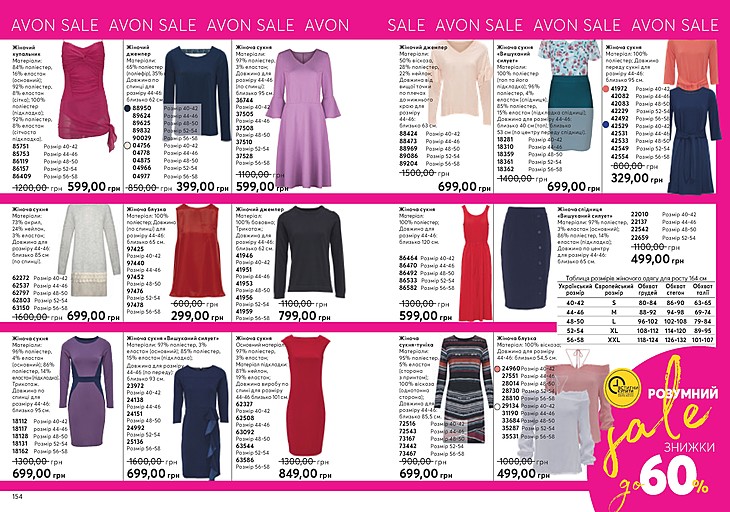 AVON SALE AVON SALE AVON
SALE AVON SALE AVON SALE AVON SALE
Жіночий
купальник
Матеріали:
84% поліестер,
16% еластан
(основний);
92% поліестер,
8% еластан
(сітка); 100%
поліестер
(підкладка);
92% поліестер,
8% еластан
(сітчаста
підкладка).
85751 Розмір 40-42
85753 Розмір 44-46
86119 Розмір 48-50
86157 Розмір 52-54
86409 Розмір 56-58
1200,00 грн 599,00 грн
Жіночий
джемпер
Матеріали:
65% поліестер
(поліефір), 35%
Довжина по
спинці для
розміру 44-46:
близько 62 см.
88950 Розмір 40-42
89624 Розмір 44-46
89625 Розмір 48-50
89832 Розмір 52-54
90029 Розмір 56-58
04756 Розмір 40-42
04778 Розмір 44-46
04875 Розмір 48-50
04966 Розмір 52-54
04977 Розмір 56-58
850,00 грн 399,00 грн
Жіноча сукня
Матеріали:
97% поліестер,
3% еластан;
Довжина для
розміру 44-46
(по спинці):
близько 95 см.
36744
Розмір 40-42
37505
Розмір 44-46
37508
Розмір 48-50
37510
Розмір 52-54
37528
Розмір 56-58
1100,00 грн
599,00 грн
Жіночий джемпер
Матеріали:
50% віскоза,
28% поліестер,
22% нейлон;
Довжина від
вищої точки
по плечах
до нижнього
краю для
розміру
44-46:
близько 63 см.
88424 Розмір 40-42
88473 Розмір 44-46
88969 Розмір 48-50
89086 Розмір 52-54
89204 Розмір 56-58
1500,00 грн
699,00 грн
Жіноча сукня
«Вишуканий
силует»
Матеріали:
100% поліестер
(топ та його
підкладка); 96%
поліестер, 4%
еластан (спідниця);
85% поліестер,
15% еластан (підкладка спідниці).
Довжина для розміру 44-46:
близько 40 см (топ), близько
53 см (по центру переду спідниці).
18281 Розмір 40-42
18310 Розмір 44-46
18359 Розмір 48-50
18361 Розмір 52-54
18362 Розмір 56-58
1400,00 грн 699,00 грн
Жіноча сукня
Матеріал: 100%
поліестер; Довжина
переду сукні для
розміру 44-46:
близько 95 см.
41972 Розмір 40-42
42082 Розмір 44-46
42083 Розмір 48-50
42229 Розмір 52-54
42492 Розмір 56-58
42529 Розмір 40-42
42531 Розмір 44-46
42533 Розмір 48-50
42549 Розмір 52-54
42554 Розмір 56-58
800,00 грн
329,00 грн
Жіноча сукня
Матеріали:
73% акрил,
24% нейлон,
3% еластан.
Довжина для
розміру 44-46:
близько 85 см
(по спинці).
62272 Розмір 40-42
62537 Розмір 44-46
62797 Розмір 48-50
62803 Розмір 52-54
63150 Розмір 56-58
1600,00 грн 699,00 грн
Жіноча блузка
Матеріал: 100%
поліестер; Довжина
(по спинці) для
розміру 44-46:
близько 65 см.
97425
Розмір 40-42
97440
Розмір 44-46
97452
Розмір 48-50
97476
Розмір 52-54
97428
Розмір 56-58
600,00 грн
299,00 грн
Жіночий джемпер
Матеріал:
100% бавовна;
Трикотаж;
Довжина для
розміру 44-46:
близько 62 см.
41946
Розмір 40-42
41951
Розмір 44-46
41953
Розмір 48-50
41956
Розмір 52-54
41959
Розмір 56-58
1100,00 грн
799,00 грн
Жіноча сукня
Матеріал:
100%
поліестер;
Довжина для
розміру 44-46:
близько
120 см.
86464 Розмір 40-42
86470 Розмір 44-46
86492 Розмір 48-50
86532 Розмір 52-54
86582 Розмір 56-58
1300,00 грн
599,00 грн
Жіноча спідниця
«Вишуканий силует»
Матеріали: 97% поліестер,
3% еластан (основний);
86% поліестер, 14%
еластан (підкладка);
Довжина по центру
для розміру 44-46:
близько 65 см.
22010 Розмір 40-42
22137 Розмір 44-46
22542 Розмір 48-50
22659 Розмір 52-54
1100,00 грн
499,00 грн
Таблиця розмірів жіночого одягу для росту 164 см
Український розмір Європейський розмір Обхват грудей Обхват стегон Обхват талії
40-42 S 80-84 86-90 63-65
44-46 M 88-92 94-98 69-74
48-50 L 96-102 102-108 79-84
52-54 XL 108-112 114-120 89-95
56-58 XXL 118-124 126-132 101-107
Жіноча сукня
Матеріали:
96% поліестер,
4% еластан
(основний);
86% поліестер, 14%
еластан (підкладка).
Трикотаж.
Довжина по
спинці для
розміру 44-46:
близько 95 см.
18112 Розмір 40-42
18117 Розмір 44-46
18128 Розмір 48-50
18131 Розмір 52-54
18162 Розмір 56-58
1300,00 грн
699,00 грн
Жіноча сукня «Вишуканий силует»
Матеріали: 97% поліестер, 3%
еластан (основний); 85% поліестер,
15% еластан (підкладка).
Довжина для розміру
44-46 (по переду):
близько 93 см.
23972
Розмір 40-42
24138
Розмір 44-46
24151
Розмір 48-50
24992
Розмір 52-54
25136
Розмір 56-58
1600,00 грн
699,00 грн
Жіноча сукня
Основний матеріал:
97% поліестер,
3% еластан;
Матеріал підкладки:
81% нейлон,
19% еластан;
Довжина виробу по
спині для розміру
44-46: близько 101 см.
62327
Розмір 40-42
62508
Розмір 44-46
63092
Розмір 48-50
63544
Розмір 52-54
63586
Розмір 56-58
1300,00 грн
849,00 грн
Жіноча
сукня-туніка
Матеріали:
95% поліестер,
5% еластан
(сторона
з принтом);
100% віскоза
(однотонна
сторона);
Довжина для
розміру 44-46:
близько 85,5 см.
72516 Розмір 40-42
72543 Розмір 44-46
73167 Розмір 48-50
73442 Розмір 52-54
73467 Розмір 56-58
900,00 грн
699,00 грн
Жіноча блузка
Матеріал: 100% віскоза;
Довжина для розміру
44-46: близько 54,5 см.
24960 Розмір 40-42
27551 Розмір 44-46
28014 Розмір 48-50
28730 Розмір 52-54
28810 Розмір 56-58
29134 Розмір 40-42
31190 Розмір 44-46
33684 Розмір 48-50
35287 Розмір 52-54
35531 Розмір 56-58
1000,00 грн
499,00 грн
РОЗУМНИЙ
sale
ЗНИЖКИ
до 60%
154